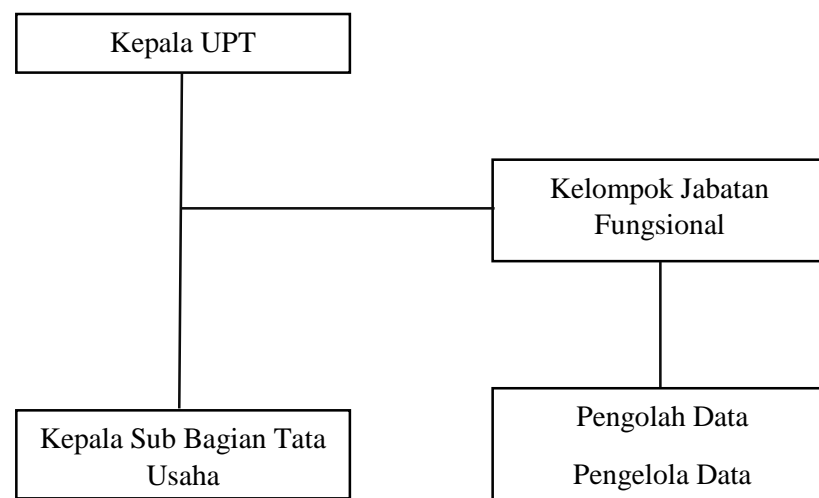 Kepala UPT
Kelompok Jabatan
Fungsional
Kepala Sub Bagian Tata
Usaha
Pengolah Data
Pengelola Data